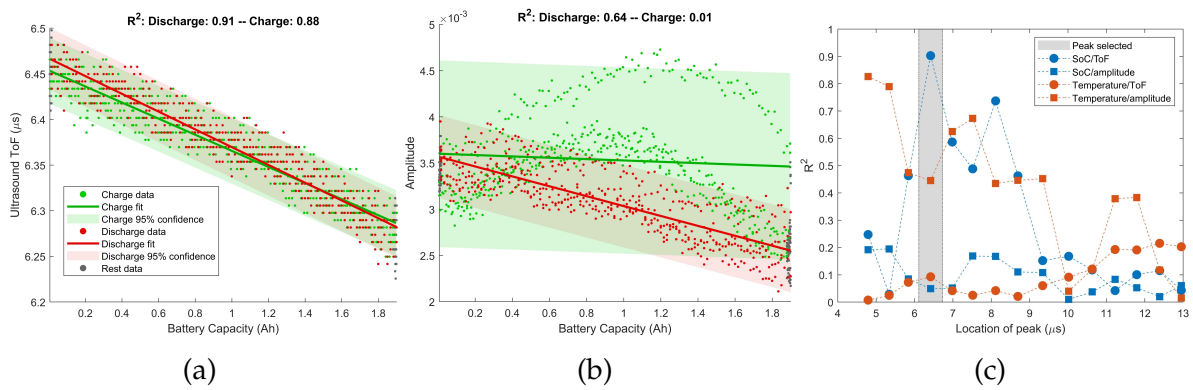 R²: Discharge: 0.91 -- Charge: 0.88
6.5
6.45
6.4
6.35
6.3
6.25
6.2
Ultrasound ToF (μs)
Charge data
Charge fit
Charge 95% confidence
Discharge data
Discharge fit
Discharge 95% confidence
Rest data
0.2 0.4 0.6 0.8 1 1.2 1.4 1.6 1.8
Battery Capacity (Ah)
(a)
R²: Discharge: 0.64 -- Charge: 0.01
×10⁻³
5
4.5
4
3.5
3
2.5
2
Amplitude
0.2 0.4 0.6 0.8 1 1.2 1.4 1.6 1.8
Battery Capacity (Ah)
(b)
1
0.9
0.8
0.7
0.6
0.5
0.4
0.3
0.2
0.1
0
R²
Peak selected
SoC/ToF
SoC/amplitude
Temperature/ToF
Temperature/amplitude
4 5 6 7 8 9 10 11 12 13
Location of peak (μs)
(c)